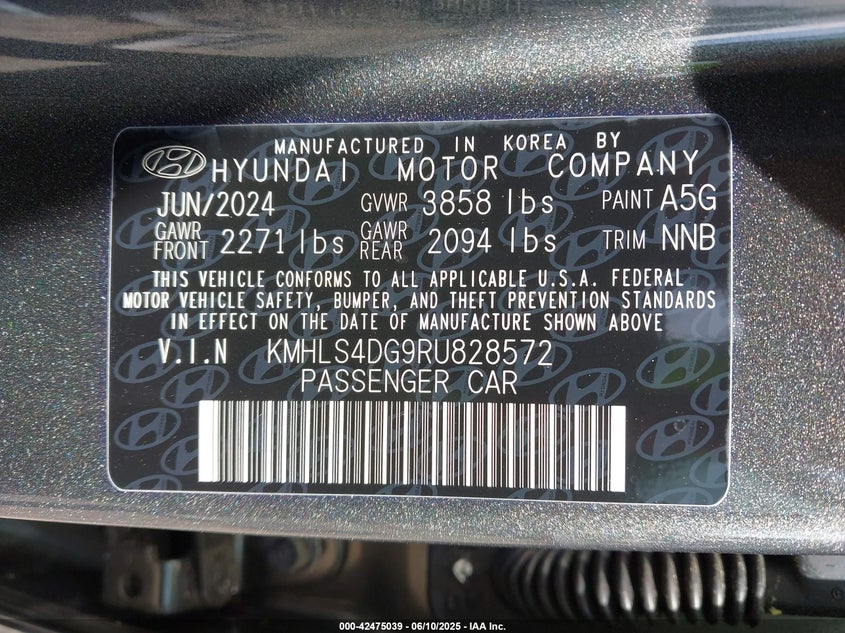 MANUFACTURED IN KOREA BY
HYUNDAI MOTOR COMPANY
JUN/2024 GVWR 3858 lbs PAINT A5G
GAWR FRONT 2271 lbs GAWR REAR 2094 lbs TRIM NNB
THIS VEHICLE CONFORMS TO ALL APPLICABLE U.S.A. FEDERAL
MOTOR VEHICLE SAFETY, BUMPER, AND THEFT PREVENTION STANDARDS
IN EFFECT ON THE DATE OF MANUFACTURE SHOWN ABOVE
V.I.N KMHLS4DG9RU828572
PASSENGER CAR
000-42475039 - 06/10/2025 - IAA Inc.